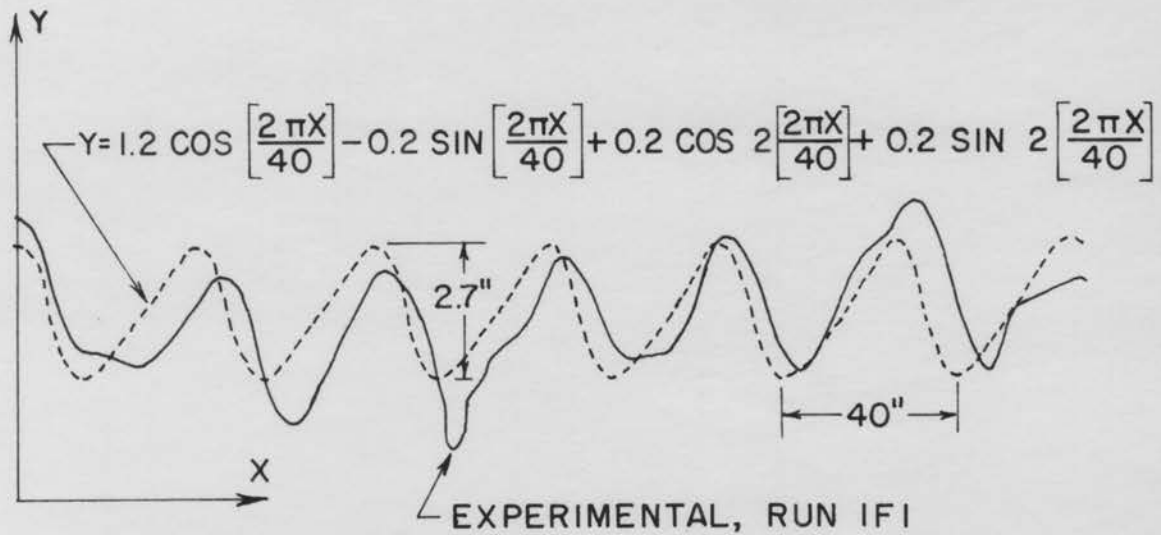 Y
Y=1.2 COS [2πX/40] - 0.2 SIN [2πX/40] + 0.2 COS 2[2πX/40] + 0.2 SIN 2 [2πX/40]
2.7"
40"
X
EXPERIMENTAL, RUN 1F1